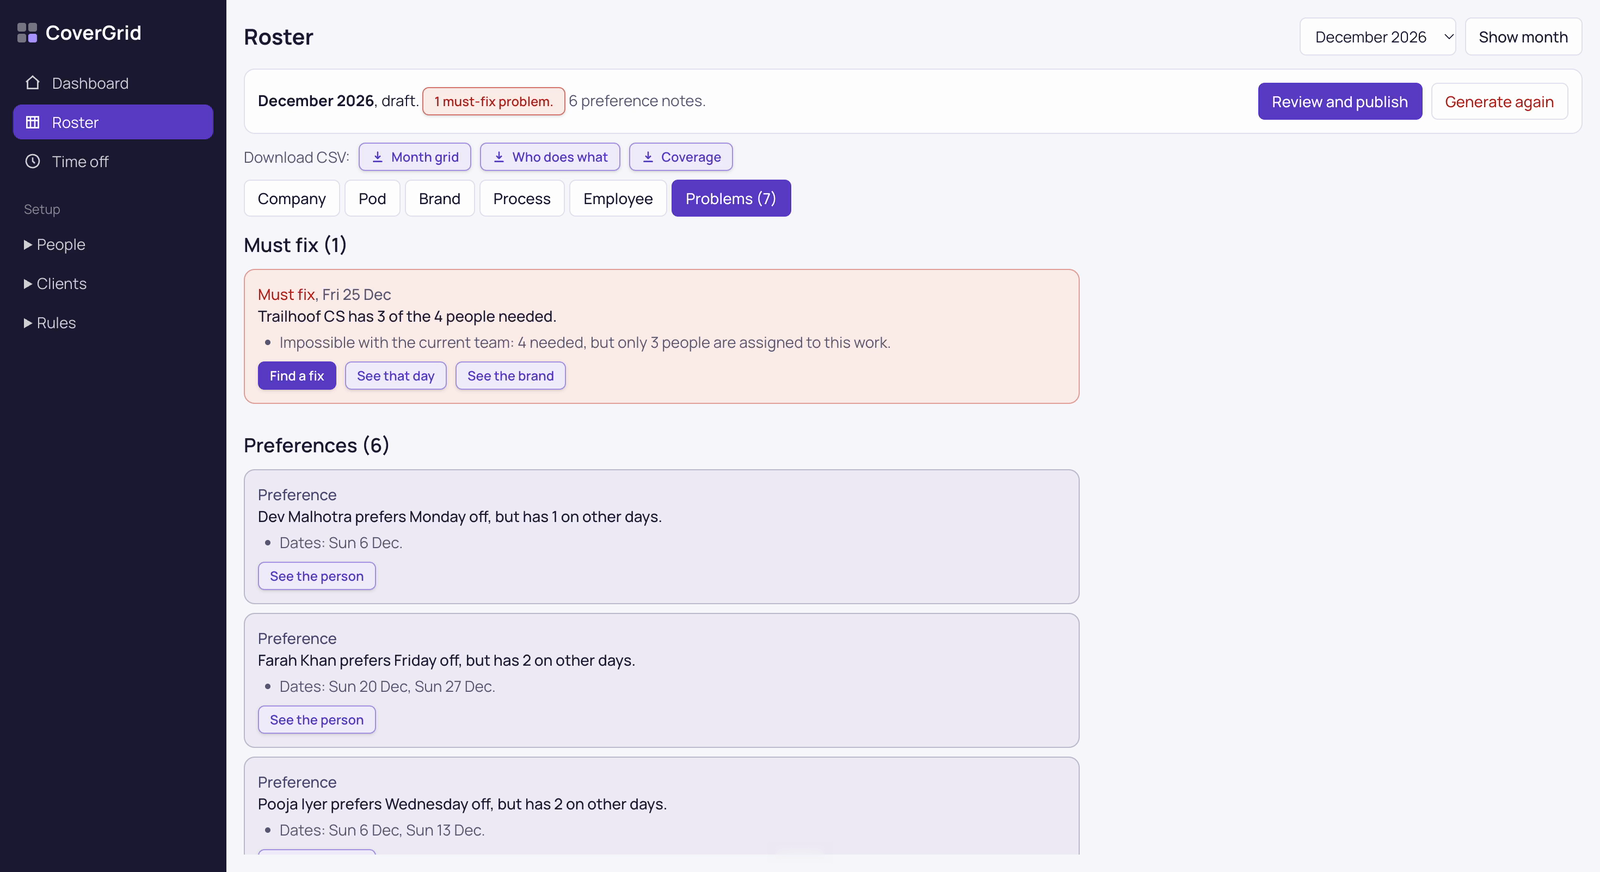 CoverGrid
Dashboard
Roster
Time off
Setup
People
Clients
Rules
Roster
December 2026
Show month
December 2026, draft. 1 must-fix problem. 6 preference notes.
Review and publish
Generate again
Download CSV: Month grid Who does what Coverage
Company Pod Brand Process Employee Problems (7)
Must fix (1)
Must fix, Fri 25 Dec
Trailhoof CS has 3 of the 4 people needed.
• Impossible with the current team: 4 needed, but only 3 people are assigned to this work.
Find a fix See that day See the brand
Preferences (6)
Preference
Dev Malhotra prefers Monday off, but has 1 on other days.
• Dates: Sun 6 Dec.
See the person
Preference
Farah Khan prefers Friday off, but has 2 on other days.
• Dates: Sun 20 Dec, Sun 27 Dec.
See the person
Preference
Pooja Iyer prefers Wednesday off, but has 2 on other days.
• Dates: Sun 6 Dec, Sun 13 Dec.